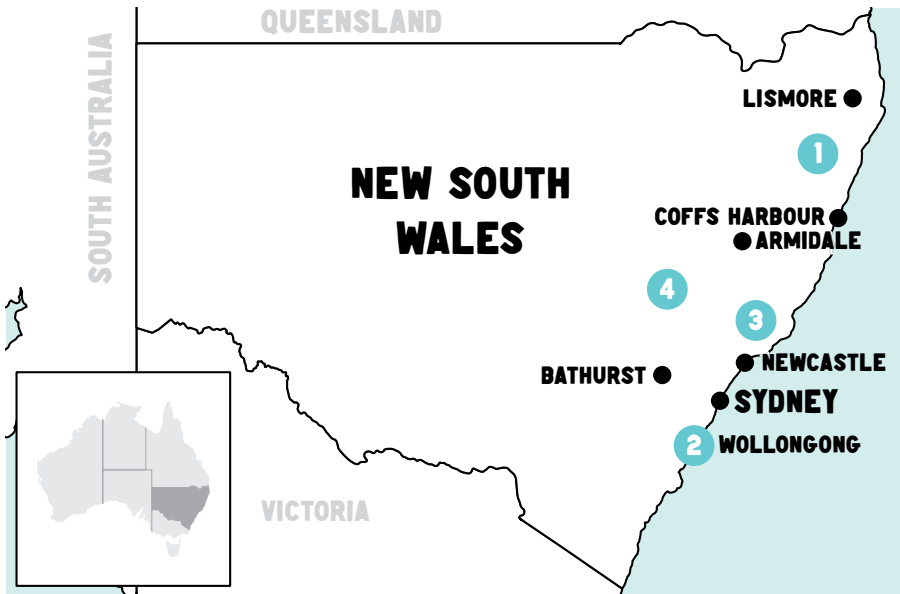 QUEENSLAND
SOUTH AUSTRALIA
LISMORE
1
NEW SOUTH
WALES
COFFS HARBOUR
ARMIDALE
4
3
NEWCASTLE
BATHURST
SYDNEY
2
WOLLONGONG
VICTORIA